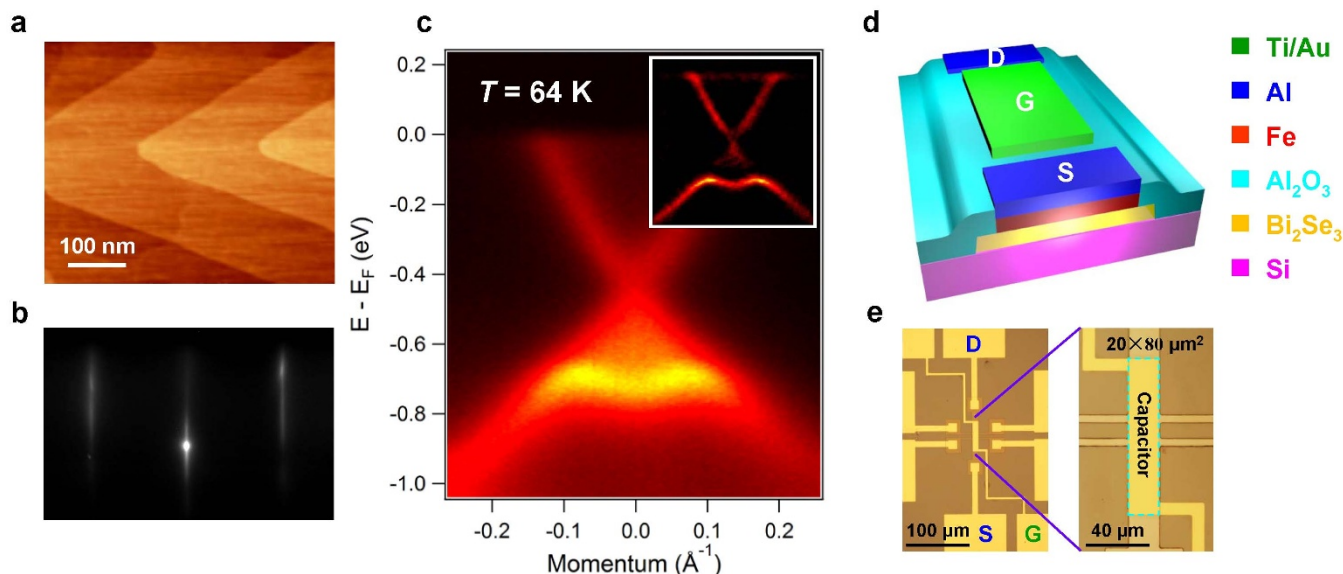 a
100 nm
b
c
T = 64 K
0.2
0.0
-0.2
-0.4
-0.6
-0.8
-1.0
E - E_F (eV)
-0.2 -0.1 0.0 0.1 0.2
Momentum (Å⁻¹)
d
D
G
S
Ti/Au
Al
Fe
Al₂O₃
Bi₂Se₃
Si
e
D
S
G
100 μm
20×80 μm²
Capacitor
40 μm